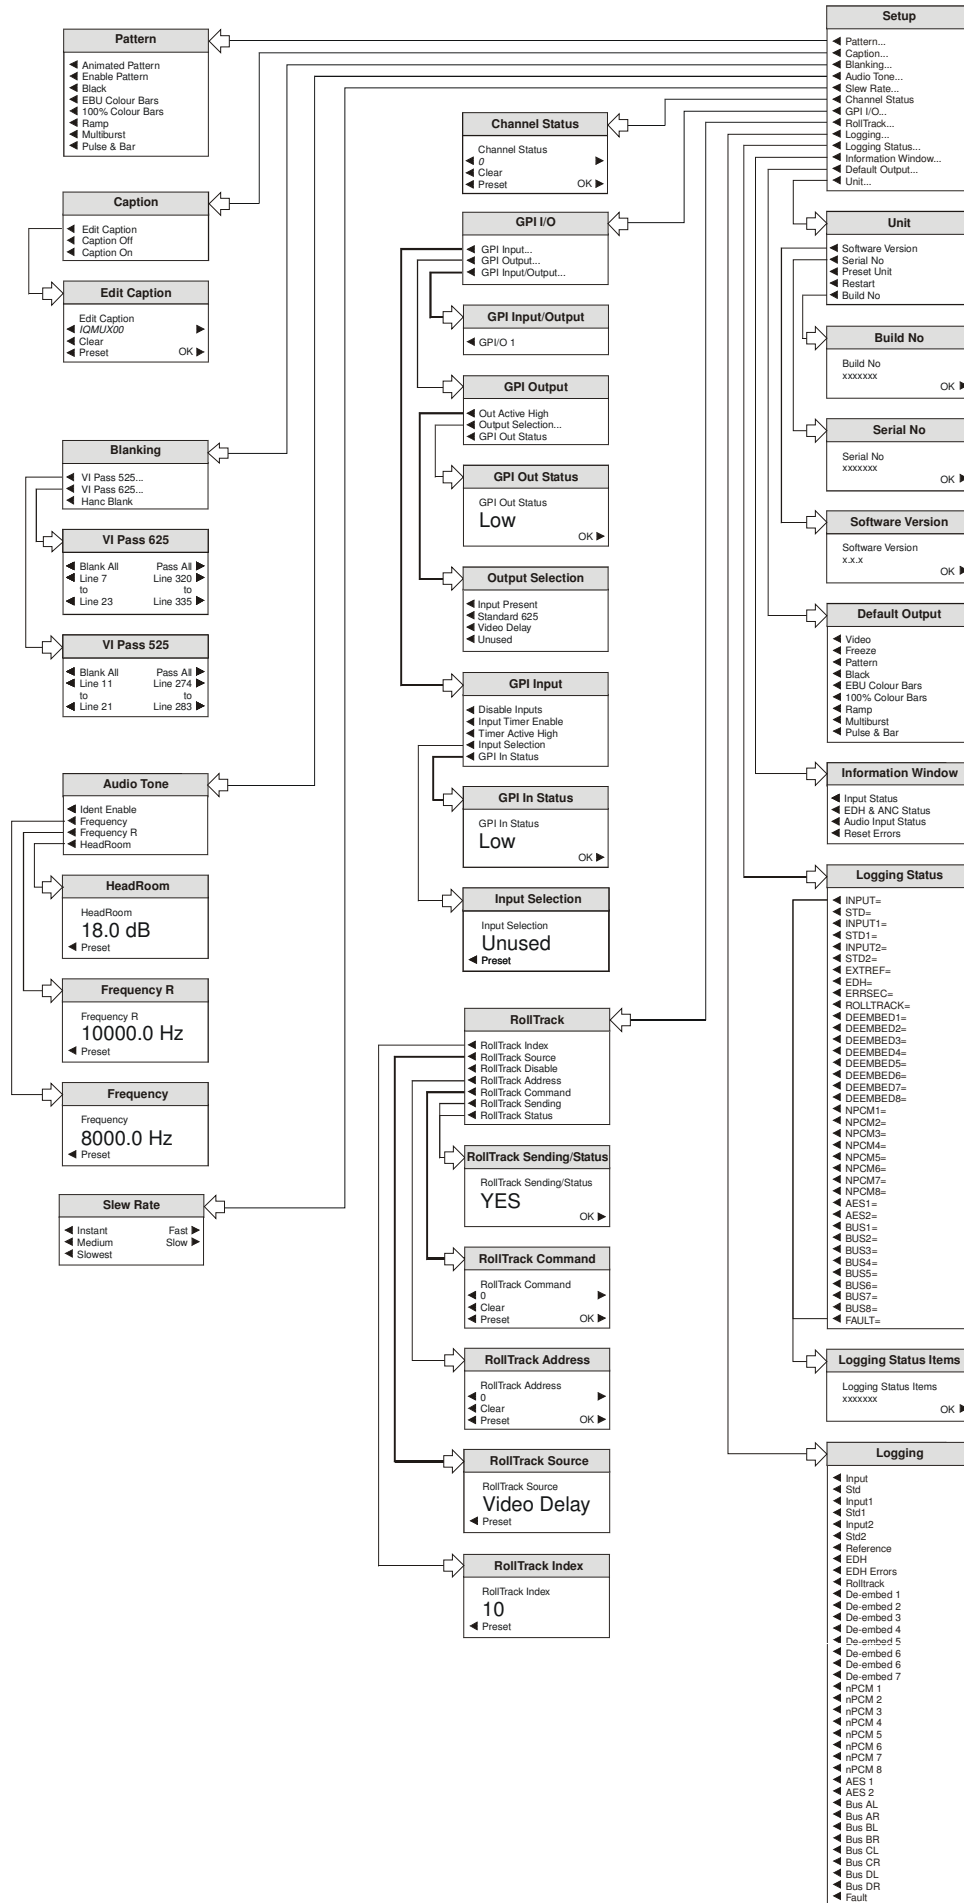 Pattern
Animated Pattern
Enable Pattern
Black
EBU Colour Bars
100% Colour Bars
Ramp
Multiburst
Pulse & Bar
Caption
Edit Caption
Caption Off
Caption On
Edit Caption
Edit Caption
IQMUX00
Clear
Preset OK
Blanking
VI Pass 525...
VI Pass 625...
Hanc Blank
VI Pass 625
Blank All Pass All
Line 7 Line 320
to to
Line 23 Line 335
VI Pass 525
Blank All Pass All
Line 11 Line 274
to to
Line 21 Line 283
Audio Tone
Ident Enable
Frequency
Frequency R
HeadRoom
HeadRoom
HeadRoom
18.0 dB
Preset
Frequency R
Frequency R
10000.0 Hz
Preset
Frequency
Frequency
8000.0 Hz
Preset
Slew Rate
Instant Fast
Medium Slow
Slowest
Channel Status
Channel Status
0
Clear
Preset OK
GPI I/O
GPI Input...
GPI Output...
GPI Input/Output...
GPI Input/Output
GPI/O 1
GPI Output
Out Active High
Output Selection...
GPI Out Status
GPI Out Status
GPI Out Status
Low
OK
Output Selection
Input Present
Standard 625
Video Delay
Unused
GPI Input
Disable Inputs
Input Timer Enable
Timer Active High
Input Selection
GPI In Status
GPI In Status
GPI In Status
Low
OK
Input Selection
Input Selection
Unused
Preset
RollTrack
RollTrack Index
RollTrack Source
RollTrack Disable
RollTrack Address
RollTrack Command
RollTrack Sending
RollTrack Status
RollTrack Sending/Status
RollTrack Sending/Status
YES
OK
RollTrack Command
RollTrack Command
0
Clear
Preset OK
RollTrack Address
RollTrack Address
0
Clear
Preset OK
RollTrack Source
RollTrack Source
Video Delay
Preset
RollTrack Index
RollTrack Index
10
Preset
Setup
Pattern...
Caption...
Blanking...
Audio Tone...
Slew Rate...
Channel Status
GPI I/O...
RollTrack...
Logging...
Logging Status...
Information Window...
Default Output...
Unit...
Unit
Software Version
Serial No
Preset Unit
Restart
Build No
Build No
Build No
xxxxxxx
OK
Serial No
Serial No
xxxxxxx
OK
Software Version
Software Version
x.x.x
OK
Default Output
Video
Freeze
Pattern
Black
EBU Colour Bars
100% Colour Bars
Ramp
Multiburst
Pulse & Bar
Information Window
Input Status
EDH & ANC Status
Audio Input Status
Reset Errors
Logging Status
INPUT=
STD=
INPUT1=
STD1=
INPUT2=
STD2=
EXTREF=
EDH=
ERRSEC=
ROLLTRACK=
DEEMBED1=
DEEMBED2=
DEEMBED3=
DEEMBED4=
DEEMBED5=
DEEMBED6=
DEEMBED7=
DEEMBED8=
NPCM1=
NPCM2=
NPCM3=
NPCM4=
NPCM5=
NPCM6=
NPCM7=
NPCM8=
AES1=
AES2=
BUS1=
BUS2=
BUS3=
BUS4=
BUS5=
BUS6=
BUS7=
BUS8=
FAULT=
Logging Status Items
Logging Status Items
xxxxxxx
OK
Logging
Input
Std
Input1
Std1
Input2
Std2
Reference
EDH
EDH Errors
Rolltrack
De-embed 1
De-embed 2
De-embed 3
De-embed 4
De-embed 5
De-embed 6
De-embed 6
De-embed 7
nPCM 1
nPCM 2
nPCM 3
nPCM 4
nPCM 5
nPCM 6
nPCM 7
nPCM 8
AES 1
AES 2
Bus AL
Bus AR
Bus BL
Bus BR
Bus CL
Bus CR
Bus DL
Bus DR
Fault